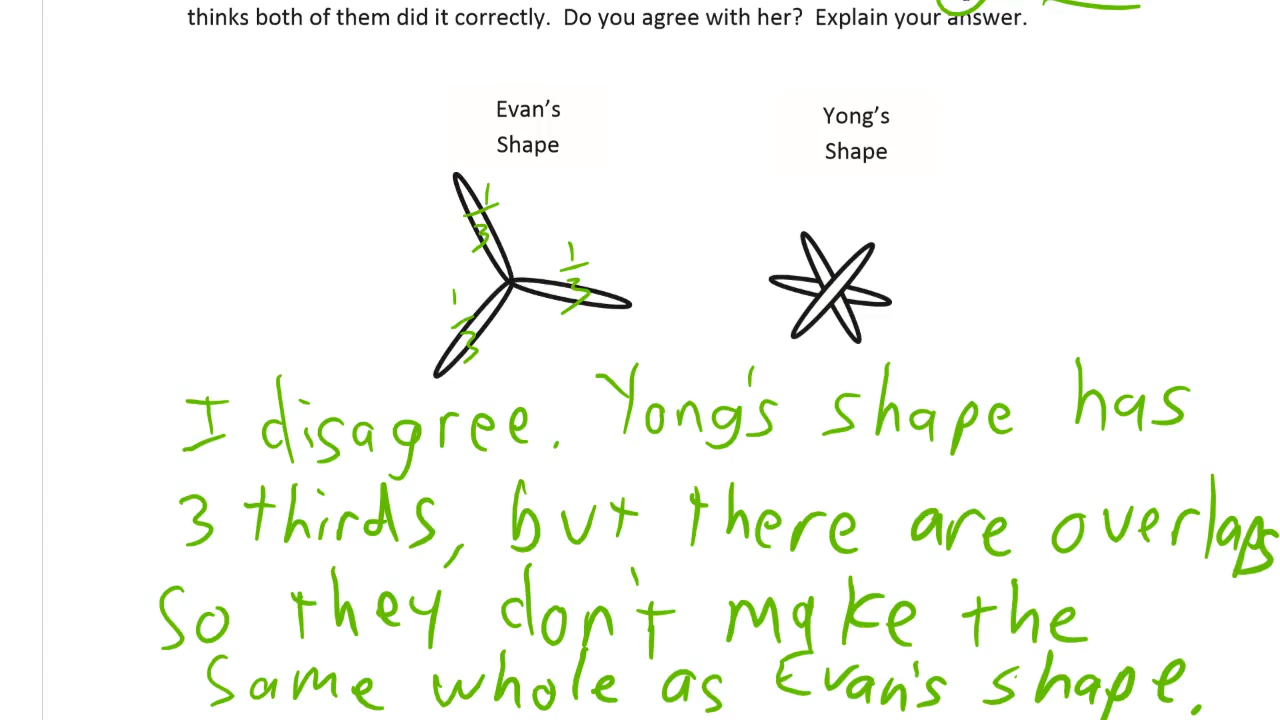 thinks both of them did it correctly. Do you agree with her? Explain your answer.
Evan's
Shape
Yong's
Shape
1/3
1/3
1/3
I disagree. Yong's shape has
3 thirds, but there are overlaps
So they don't make the
same whole as Evan's shape.